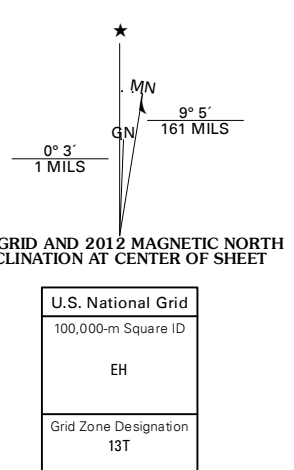 MN
GN
9° 5´
161 MILS
0° 3´
1 MILS
GRID AND 2012 MAGNETIC NORTH
CLINATION AT CENTER OF SHEET
U.S. National Grid
100,000-m Square ID
EH
Grid Zone Designation
13T